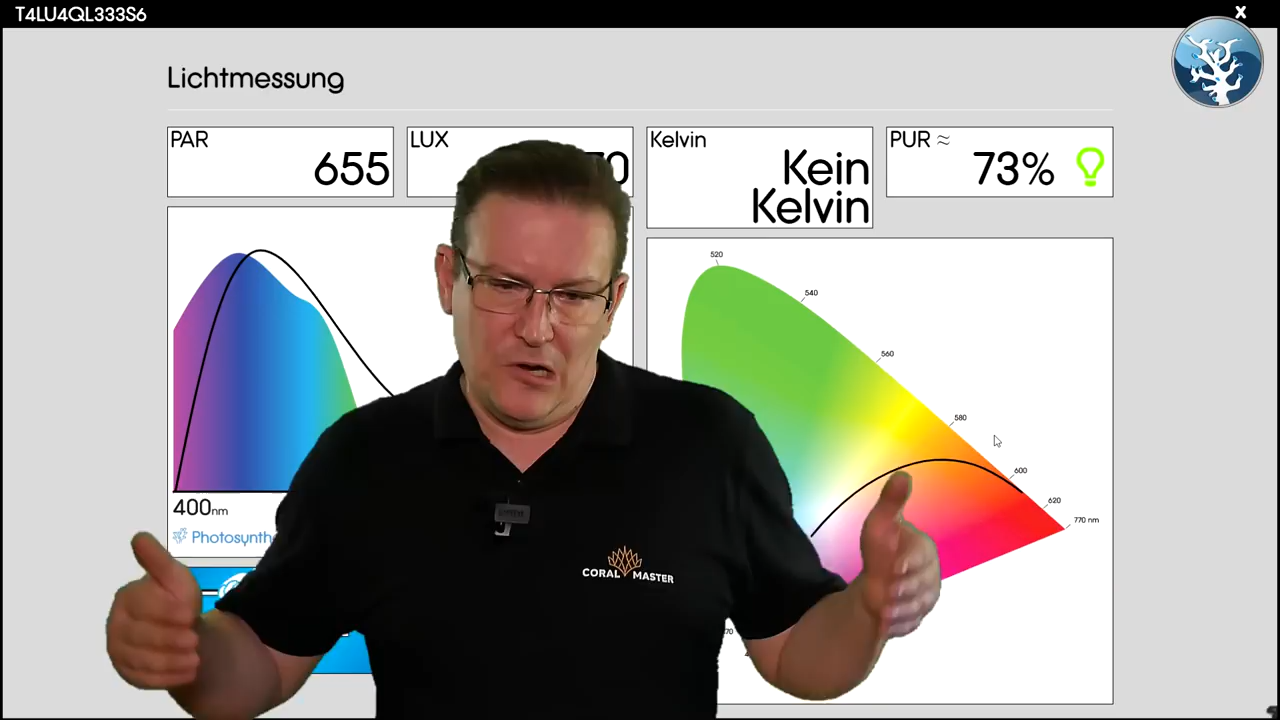 T4LU4QL333S6
X
Lichtmessung
PAR
655
LUX
Kelvin
Kein
Kelvin
PUR ≈
73%
520
540
560
580
600
620
770 nm
400nm
CORAL MASTER